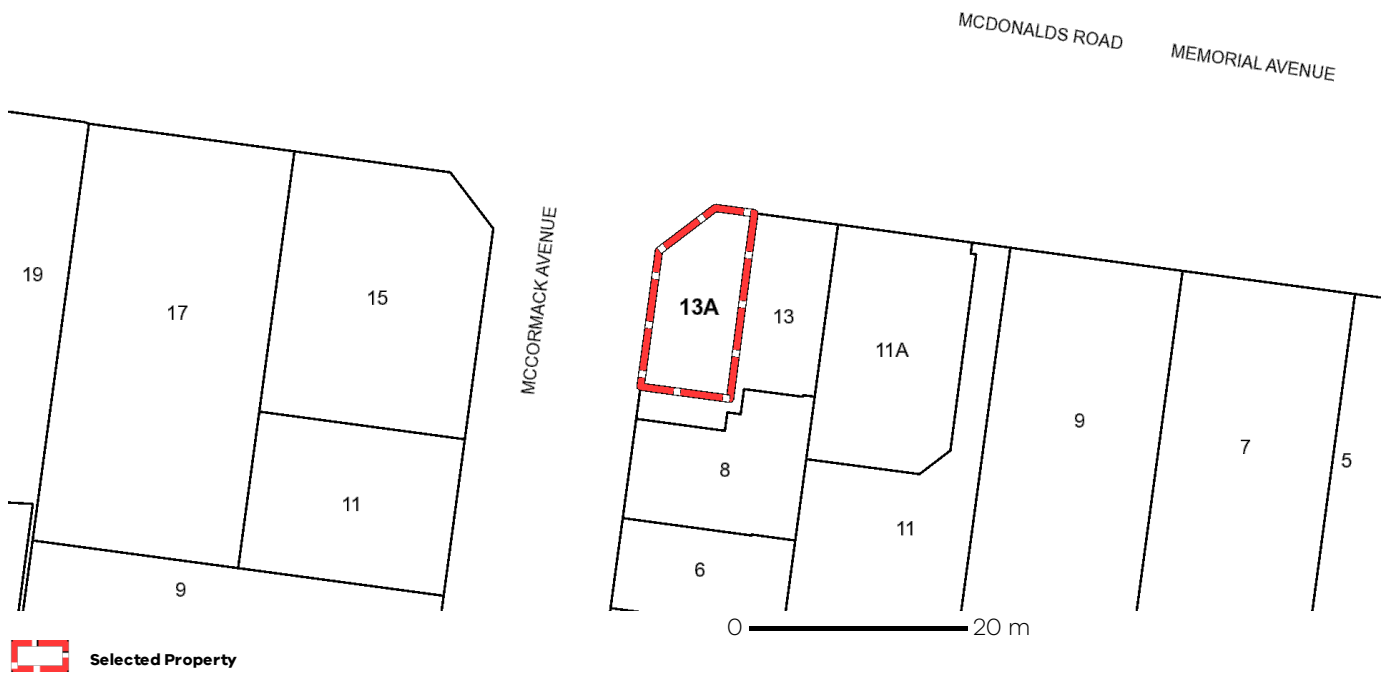 MCDONALDS ROAD
MEMORIAL AVENUE
MCCORMACK AVENUE
19
17
15
13A
13
11A
9
7
5
11
8
11
9
6
0 20 m
Selected Property